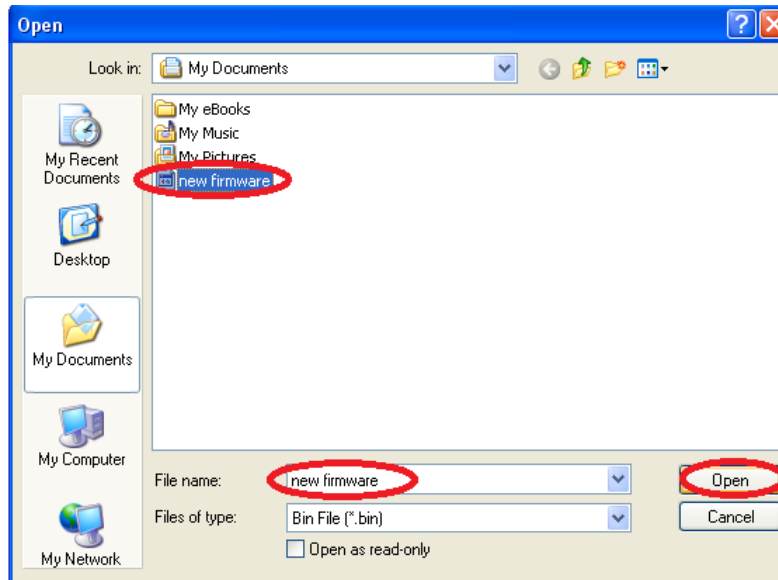 Open
Look in:
My Documents
My Recent
Documents
Desktop
My Documents
My Computer
My Network
My eBooks
My Music
My Pictures
new firmware
File name:
new firmware
Open
Files of type:
Bin File (*.bin)
Cancel
Open as read-only